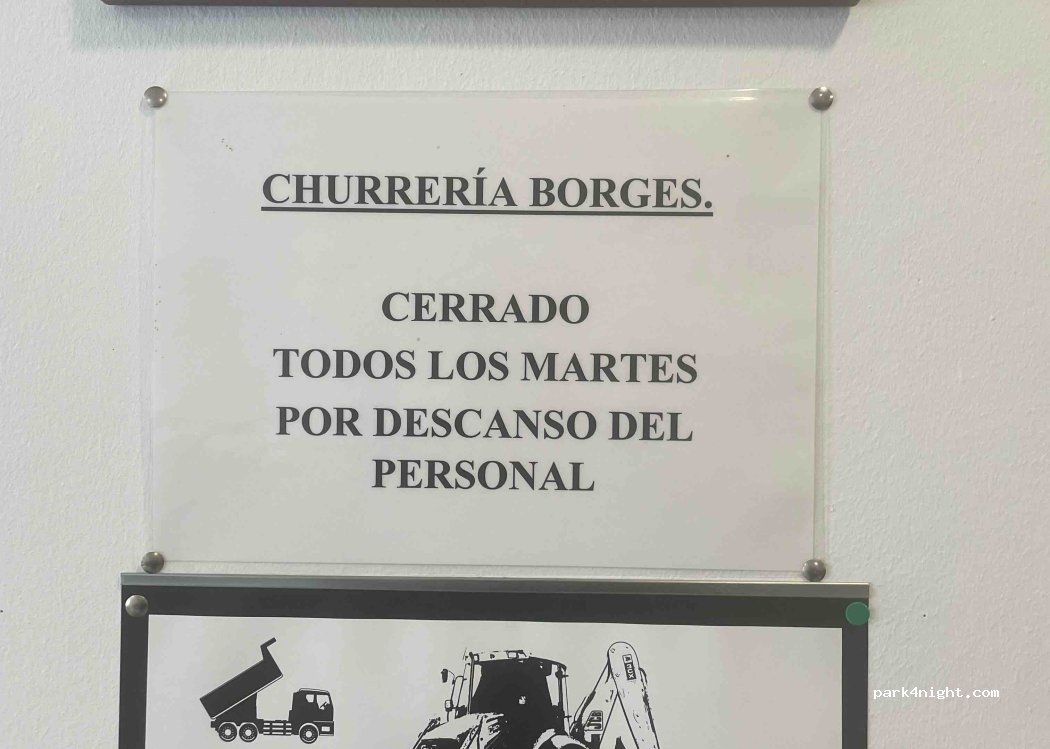 CHURRERÍA BORGES.
CERRADO
TODOS LOS MARTES
POR DESCANSO DEL
PERSONAL
park4night.com